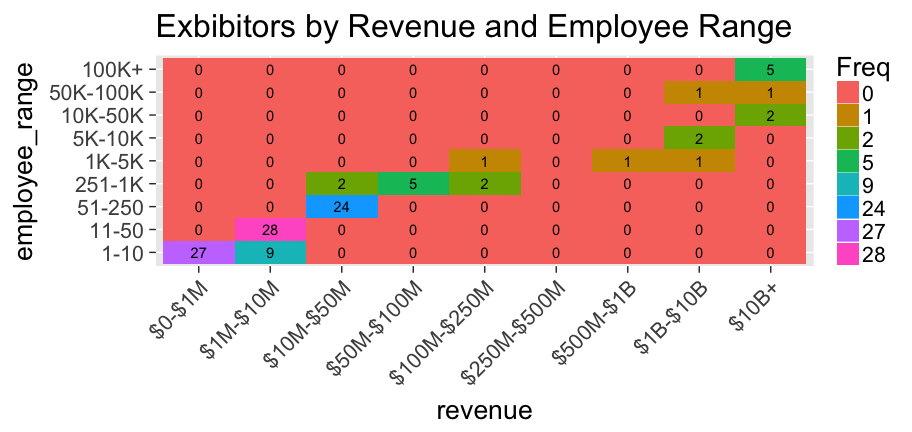 Exbibitors by Revenue and Employee Range
employee_range
100K+ 0 0 0 0 0 0 0 0 5
50K-100K 0 0 0 0 0 0 0 1 1
10K-50K 0 0 0 0 0 0 0 0 2
5K-10K 0 0 0 0 0 0 0 2 0
1K-5K 0 0 0 0 1 0 1 1 0
251-1K 0 0 2 5 2 0 0 0 0
51-250 0 0 24 0 0 0 0 0 0
11-50 0 28 0 0 0 0 0 0 0
1-10 27 9 0 0 0 0 0 0 0
$0-$1M $1M-$10M $10M-$50M $50M-$100M $100M-$250M $250M-$500M $500M-$1B $1B-$10B $10B+
revenue
Freq
0
1
2
5
9
24
27
28